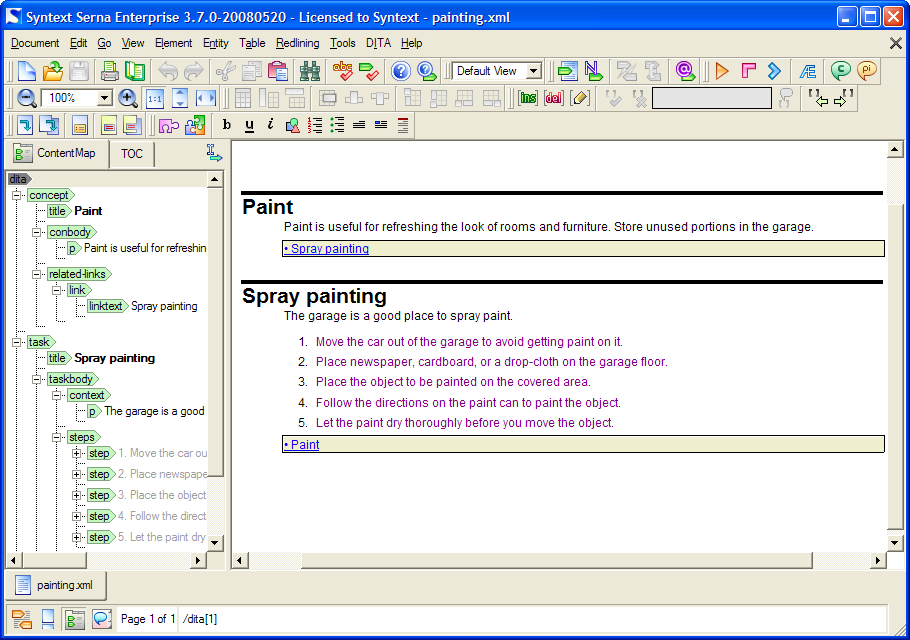 Syntext Serna Enterprise 3.7.0-20080520 - Licensed to Syntext - painting.xml
Document Edit Go View Element Entity Table Redlining Tools DITA Help
abc ? ? Default View N @ Æ C pi
100% 1:1 ins del
b u i
ContentMap TOC
dita
concept
title Paint
conbody
p Paint is useful for refreshin
related-links
link
linktext Spray painting
task
title Spray painting
taskbody
context
p The garage is a good
steps
step 1. Move the car ou
step 2. Place newspape
step 3. Place the object
step 4. Follow the direct
step 5. Let the paint dry
Paint
Paint is useful for refreshing the look of rooms and furniture. Store unused portions in the garage.
• Spray painting
Spray painting
The garage is a good place to spray paint.
1. Move the car out of the garage to avoid getting paint on it.
2. Place newspaper, cardboard, or a drop-cloth on the garage floor.
3. Place the object to be painted on the covered area.
4. Follow the directions on the paint can to paint the object.
5. Let the paint dry thoroughly before you move the object.
• Paint
painting.xml
Page 1 of 1 /dita[1]